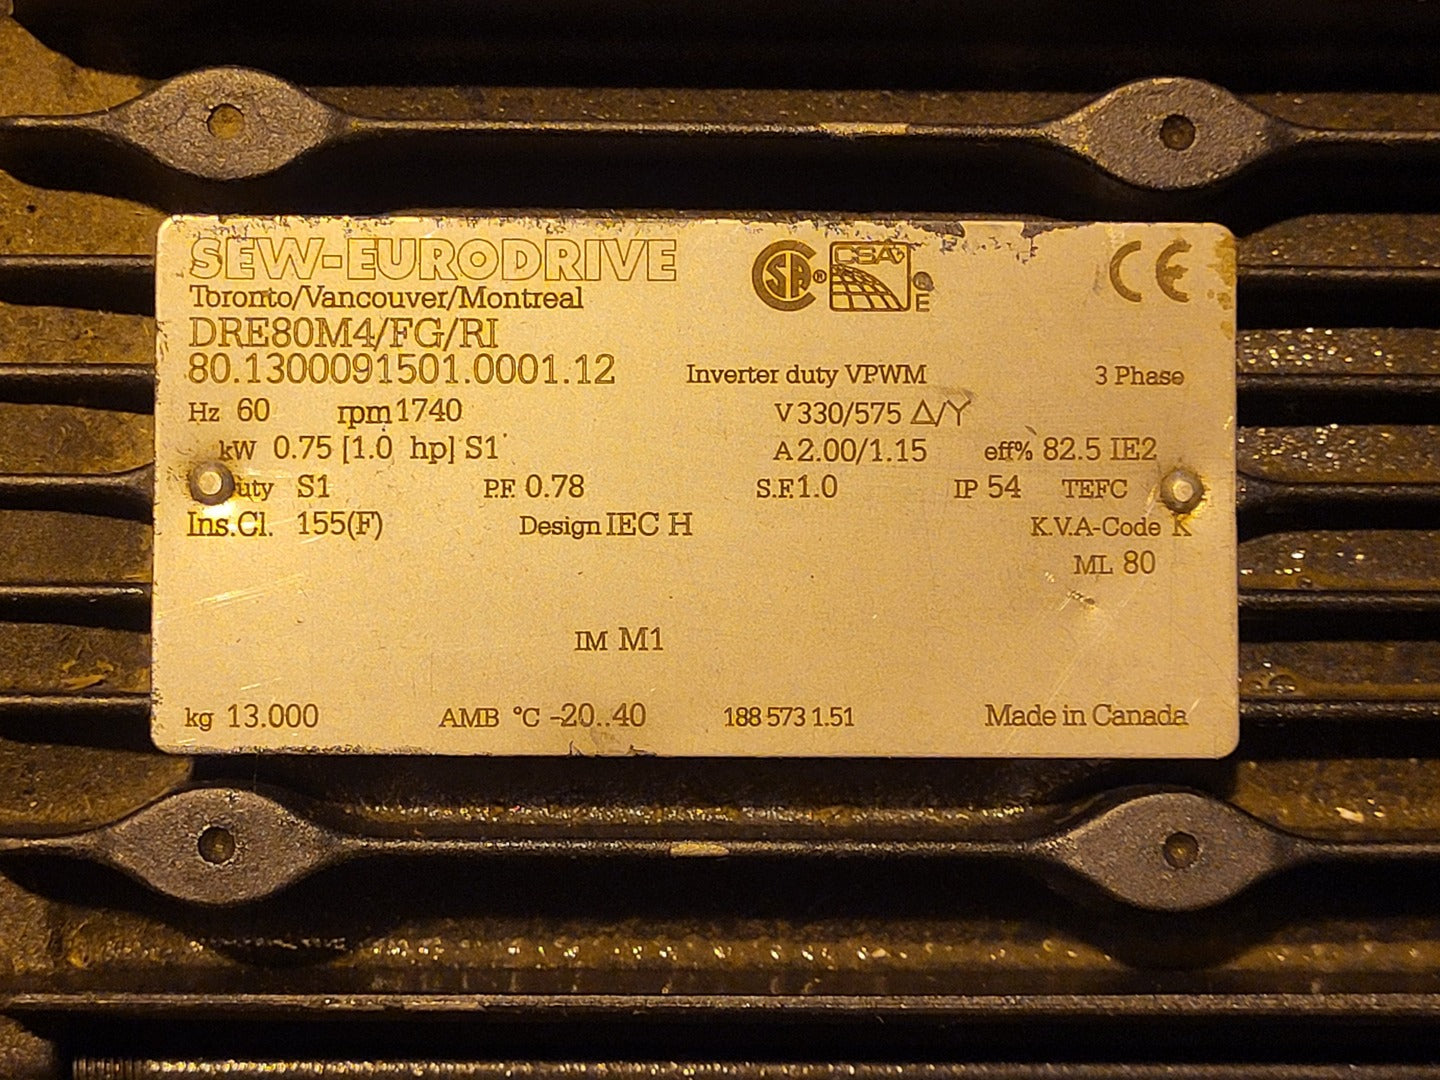 SEW-EURODRIVE
Toronto/Vancouver/Montreal
DRE80M4/FG/RI
80.1300091501.0001.12 Inverter duty VPWM 3 Phase
Hz 60 rpm 1740 V 330/575 △/Y
kW 0.75 [1.0 hp] S1 A 2.00/1.15 eff% 82.5 IE2
uty S1 P.F. 0.78 S.F. 1.0 IP 54 TEFC
Ins.Cl. 155(F) Design IEC H K.V.A-Code K
ML 80
IM M1
kg 13.000 AMB °C -20..40 188 573 1.51 Made in Canada
SA ®
CSA
E
CE